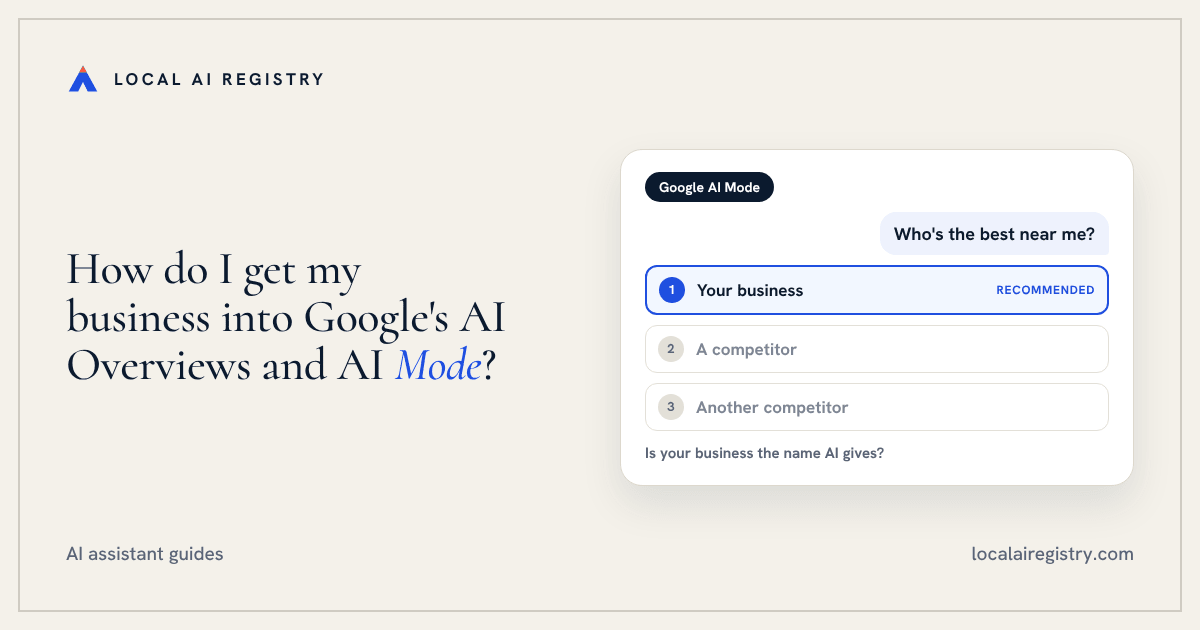 LOCAL AI REGISTRY
How do I get my
business into Google's AI
Overviews and AI Mode?
Google AI Mode
Who's the best near me?
1 Your business RECOMMENDED
2 A competitor
3 Another competitor
Is your business the name AI gives?
AI assistant guides
localairegistry.com